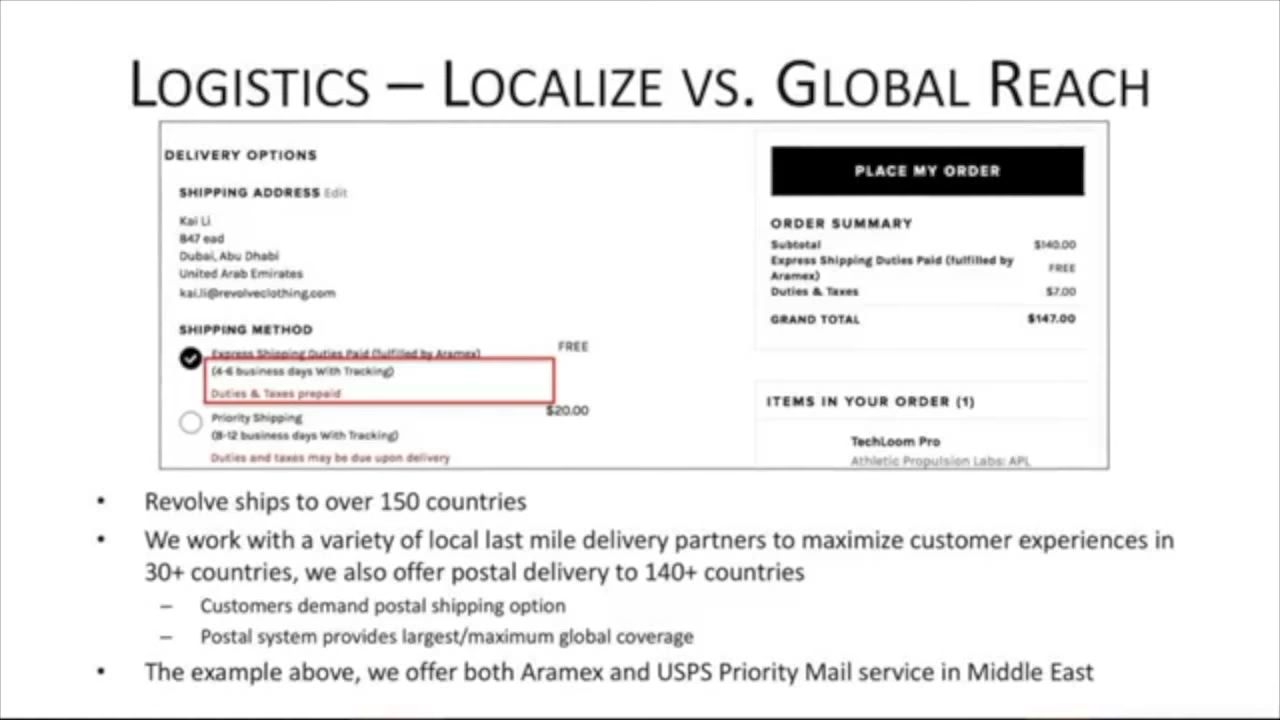 LOGISTICS – LOCALIZE VS. GLOBAL REACH
DELIVERY OPTIONS
SHIPPING ADDRESS Edit
Kai Li
847 ead
Dubai, Abu Dhabi
United Arab Emirates
kai.li@revolveclothing.com
SHIPPING METHOD
Express Shipping Duties Paid (fulfilled by Aramex) FREE
(4-6 business days With Tracking)
Duties & Taxes prepaid
Priority Shipping $20.00
(8-12 business days With Tracking)
Duties and taxes may be due upon delivery
PLACE MY ORDER
ORDER SUMMARY
Subtotal $140.00
Express Shipping Duties Paid (fulfilled by
Aramex) FREE
Duties & Taxes $7.00
GRAND TOTAL $147.00
ITEMS IN YOUR ORDER (1)
TechLoom Pro
Athletic Propulsion Labs: APL
• Revolve ships to over 150 countries
• We work with a variety of local last mile delivery partners to maximize customer experiences in
30+ countries, we also offer postal delivery to 140+ countries
– Customers demand postal shipping option
– Postal system provides largest/maximum global coverage
• The example above, we offer both Aramex and USPS Priority Mail service in Middle East